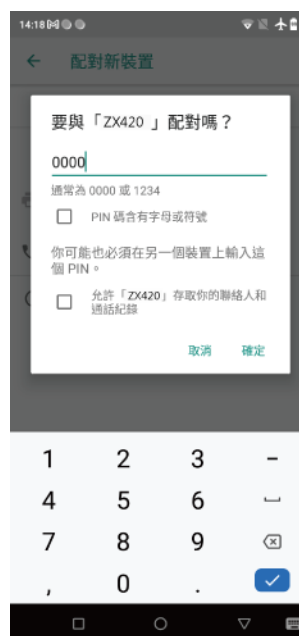 14:18
配對新裝置
要與「ZX420 」配對嗎？
0000
通常為 0000 或 1234
PIN 碼含有字母或符號
你可能也必須在另一個裝置上輸入這
個 PIN。
允許「ZX420」存取你的聯絡人和
通話紀錄
取消 確定
1 2 3 -
4 5 6
7 8 9
, 0 .